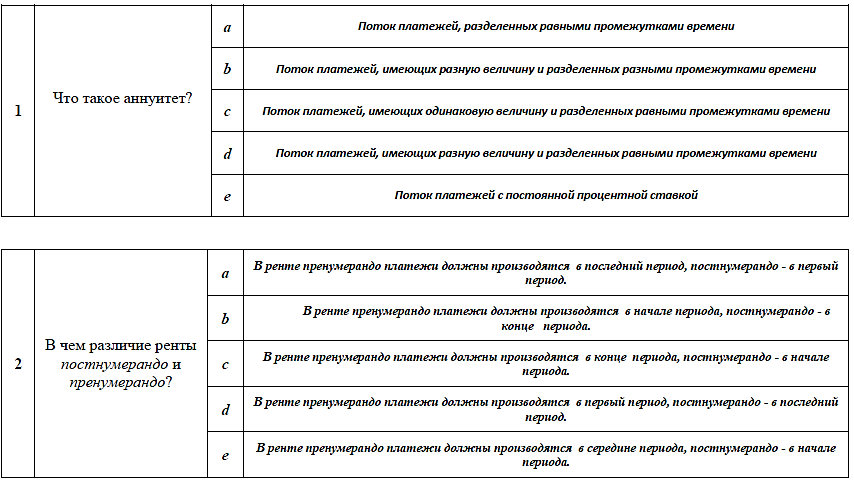 a
Поток платежей, разделенных равными промежутками времени
b
Поток платежей, имеющих разную величину и разделенных разными промежутками времени
1
Что такое аннуитет?
c
Поток платежей, имеющих одинаковую величину и разделенных равными промежутками времени
d
Поток платежей, имеющих разную величину и разделенных равными промежутками времени
e
Поток платежей с постоянной процентной ставкой
2
В чем различие ренты
постнумерандо и
пренумерандо?
a
В ренте пренумерандо платежи должны производятся в последний период, постнумерандо - в первый
период.
b
В ренте пренумерандо платежи должны производятся в начале периода, постнумерандо - в
конце периода.
c
В ренте пренумерандо платежи должны производятся в конце периода, постнумерандо - в начале
периода.
d
В ренте пренумерандо платежи должны производятся в первый период, постнумерандо - в последний
период.
e
В ренте пренумерандо платежи должны производятся в середине периода, постнумерандо - в начале
периода.